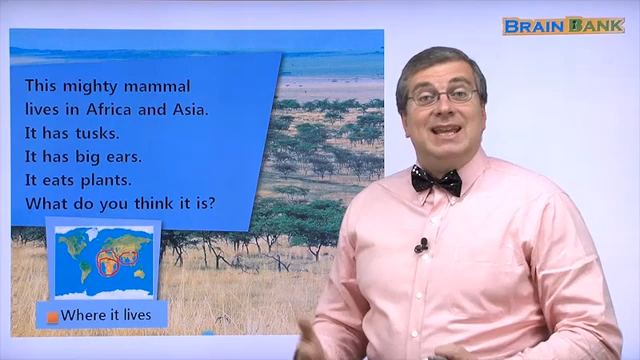 BRAIN BANK
This mighty mammal
lives in Africa and Asia.
It has tusks.
It has big ears.
It eats plants.
What do you think it is?
Where it lives